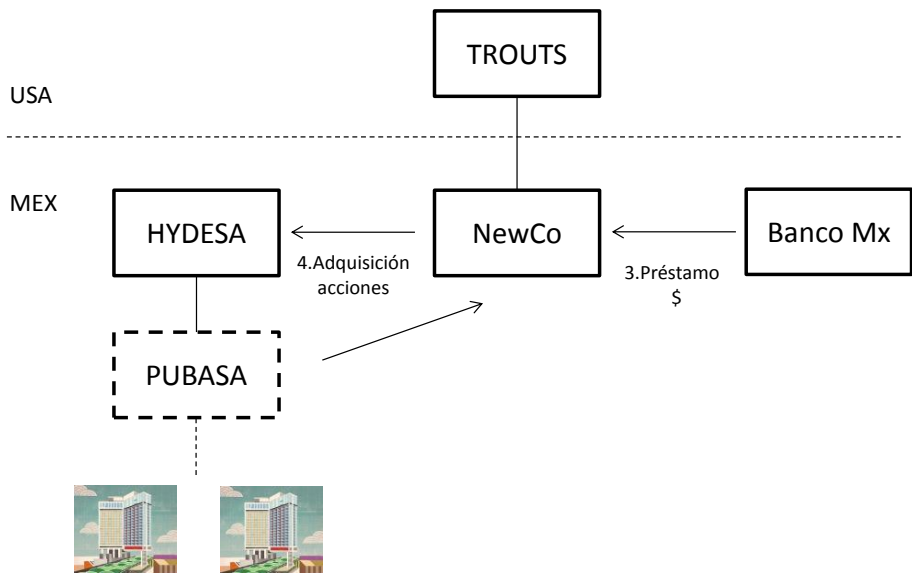 TROUTS
USA
MEX
HYDESA
NewCo
Banco Mx
4.Adquisición
acciones
3.Préstamo
$
PUBASA